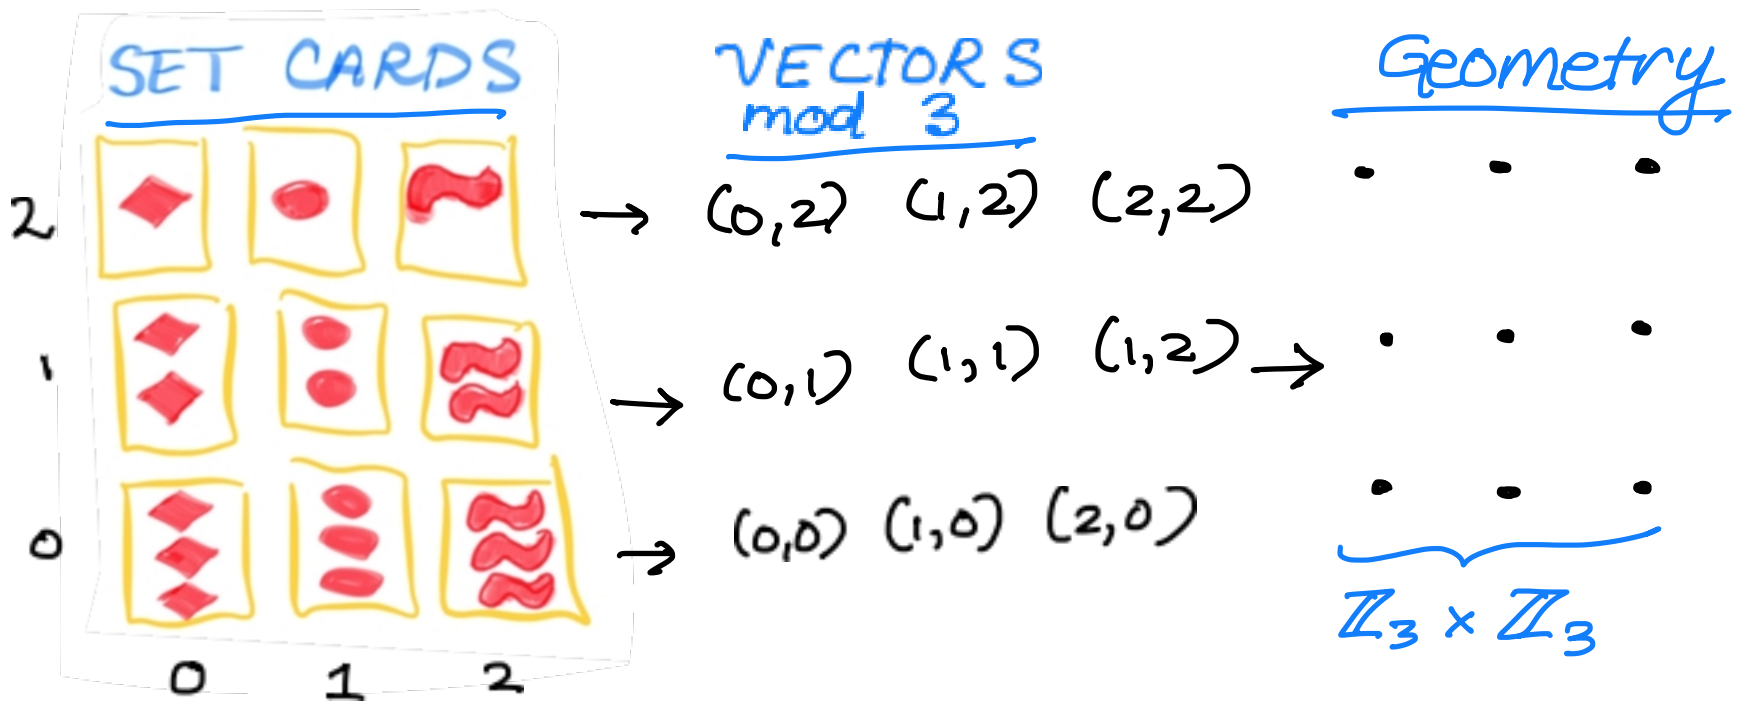 SET CARDS
VECTORS
mod 3
Geometry
2 → (0,2) (1,2) (2,2)
1 → (0,1) (1,1) (1,2) →
0 → (0,0) (1,0) (2,0)
0 1 2
ℤ₃ × ℤ₃